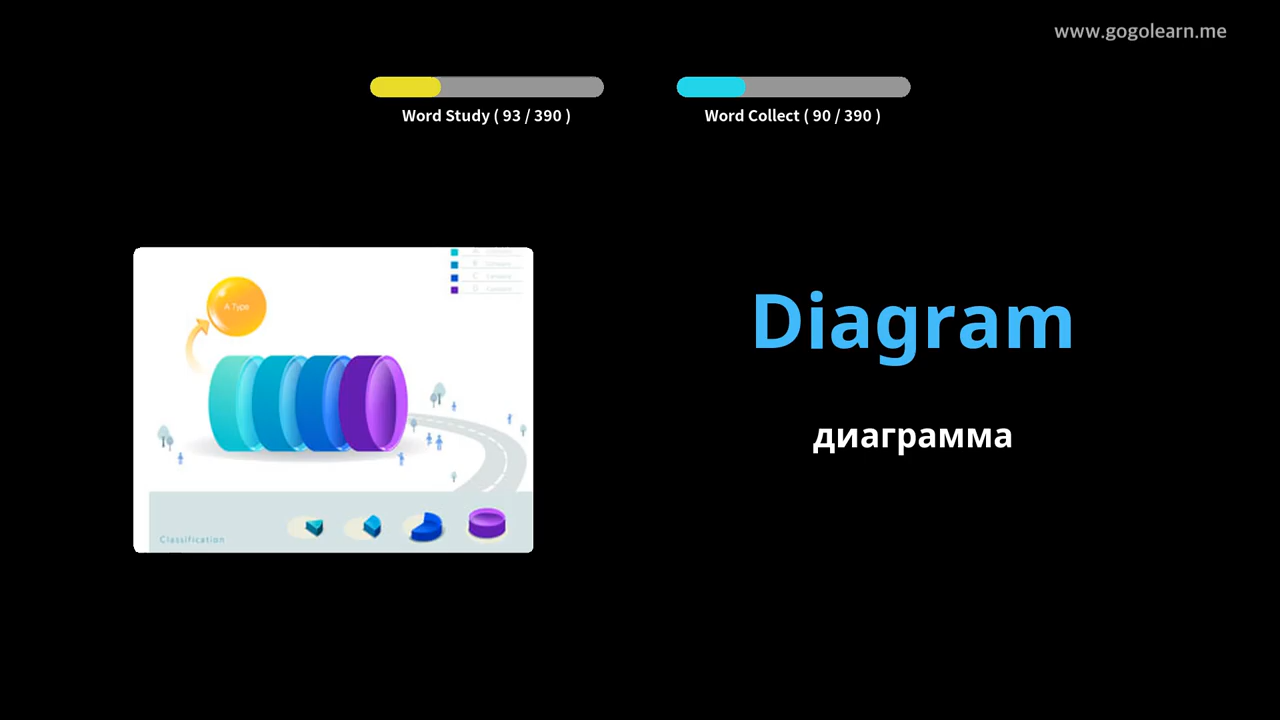 www.gogolearn.me
Word Study ( 93 / 390 )
Word Collect ( 90 / 390 )
A Type
C
Diagram
диаграмма
Classification